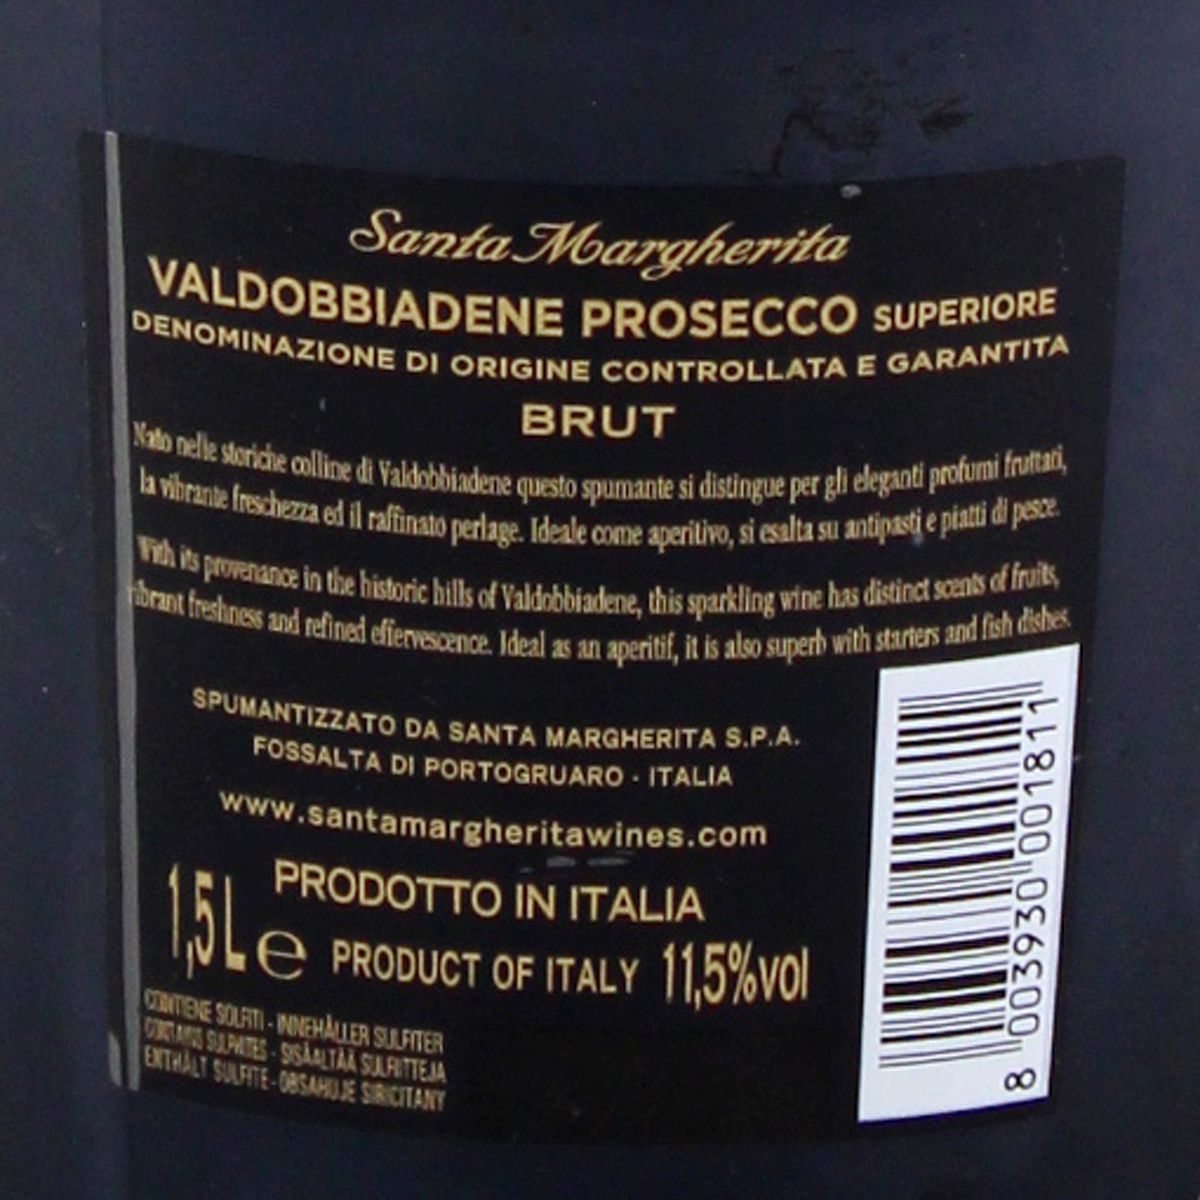 Santa Margherita
VALDOBBIADENE PROSECCO SUPERIORE
DENOMINAZIONE DI ORIGINE CONTROLLATA E GARANTITA
BRUT
Nato nelle storiche colline di Valdobbiadene questo spumante si distingue per gli eleganti profumi fruttati,
la vibrante freschezza ed il raffinato perlage. Ideale come aperitivo, si esalta su antipasti e piatti di pesce.
With its provenance in the historic hills of Valdobbiadene, this sparkling wine has distinct scents of fruits,
vibrant freshness and refined effervescence. Ideal as an aperitif, it is also superb with starters and fish dishes.
SPUMANTIZZATO DA SANTA MARGHERITA S.P.A.
FOSSALTA DI PORTOGRUARO - ITALIA
www.santamargheritawines.com
PRODOTTO IN ITALIA
1,5L e PRODUCT OF ITALY 11,5%vol
CONTIENE SOLFITI - INNEHÅLLER SULFITER
CONTAINS SULPHITES - SISÄÄLTÄÄ SULFIITTEJA
ENTHÄLT SULFITE - OBSAHUJE SIRICITANY
8 003930 001811